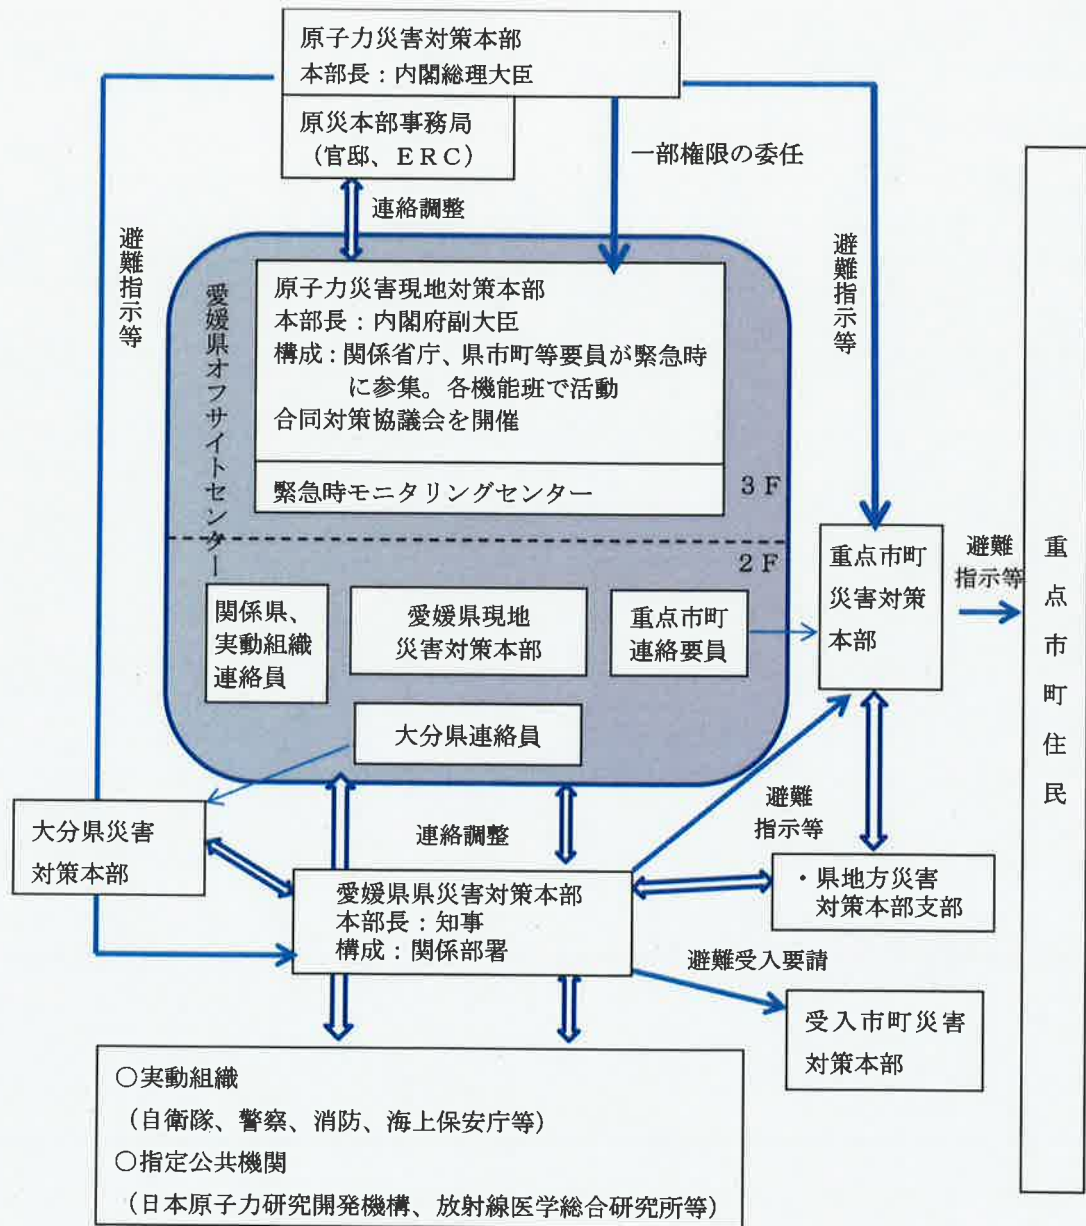 原子力災害対策本部
本部長：内閣総理大臣
原災本部事務局
（官邸、ＥＲＣ）
一部権限の委任
連絡調整
避難指示等
避難指示等
愛媛県オフサイトセンター
原子力災害現地対策本部
本部長：内閣府副大臣
構成：関係省庁、県市町等要員が緊急時
に参集。各機能班で活動
合同対策協議会を開催
緊急時モニタリングセンター
３Ｆ
２Ｆ
関係県、
実動組織
連絡員
愛媛県現地
災害対策本部
重点市町
連絡要員
大分県連絡員
重点市町
災害対策
本部
避難
指示等
重点市町住民
大分県災害
対策本部
連絡調整
避難
指示等
愛媛県県災害対策本部
本部長：知事
構成：関係部署
・県地方災害
対策本部支部
避難受入要請
受入市町災害
対策本部
○実動組織
（自衛隊、警察、消防、海上保安庁等）
○指定公共機関
（日本原子力研究開発機構、放射線医学総合研究所等）